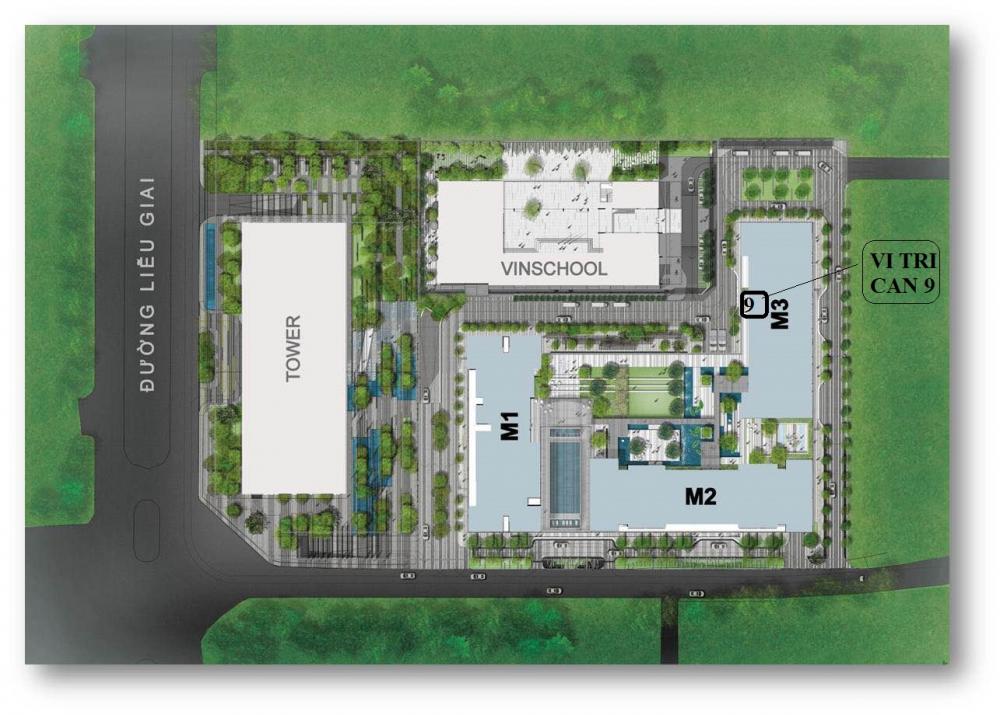 ĐƯỜNG LIỄU GIAI
TOWER
VINSCHOOL
M1
M2
M3
9
VI TRI
CAN 9